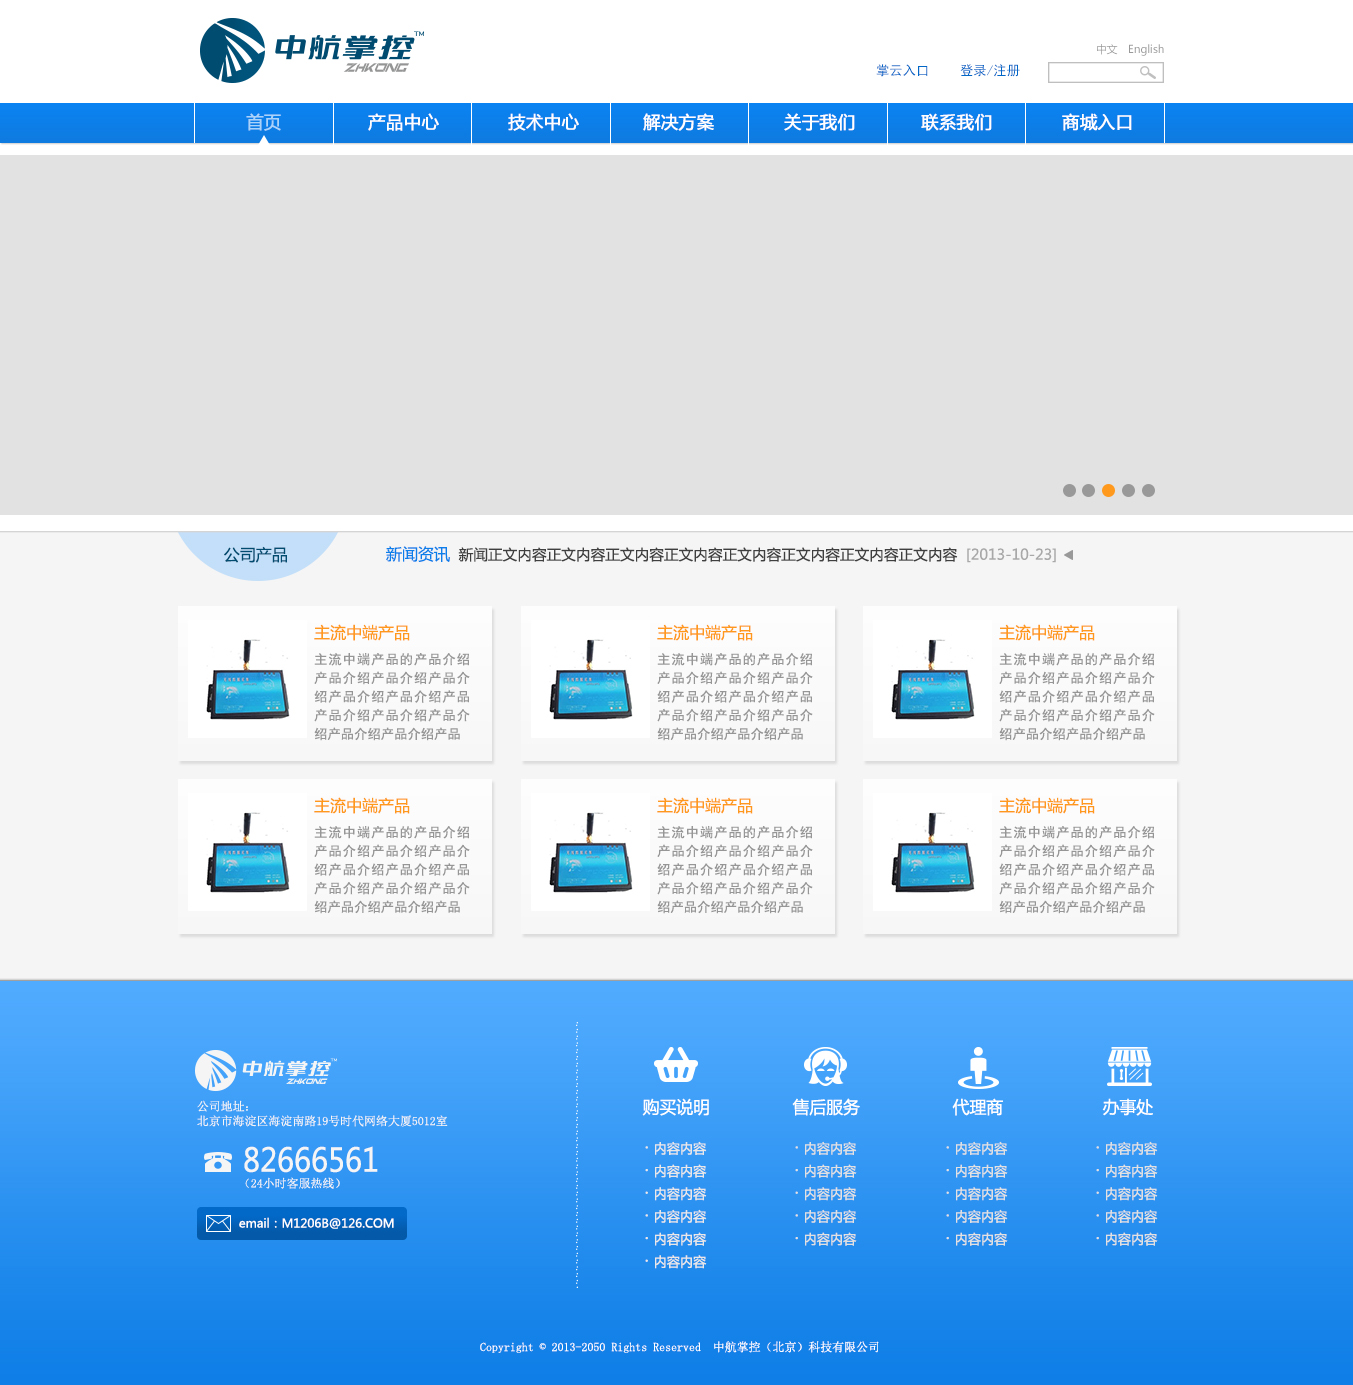 中航掌控™
ZHKONG
中文 English
掌云入口 登录/注册
首页 产品中心 技术中心 解决方案 关于我们 联系我们 商城入口
公司产品 新闻资讯 新闻正文内容正文内容正文内容正文内容正文内容正文内容正文内容正文内容 [2013-10-23]
主流中端产品
主流中端产品的产品介绍
产品介绍产品介绍产品介
绍产品介绍产品介绍产品
产品介绍产品介绍产品介
绍产品介绍产品介绍产品
主流中端产品
主流中端产品的产品介绍
产品介绍产品介绍产品介
绍产品介绍产品介绍产品
产品介绍产品介绍产品介
绍产品介绍产品介绍产品
主流中端产品
主流中端产品的产品介绍
产品介绍产品介绍产品介
绍产品介绍产品介绍产品
产品介绍产品介绍产品介
绍产品介绍产品介绍产品
主流中端产品
主流中端产品的产品介绍
产品介绍产品介绍产品介
绍产品介绍产品介绍产品
产品介绍产品介绍产品介
绍产品介绍产品介绍产品
主流中端产品
主流中端产品的产品介绍
产品介绍产品介绍产品介
绍产品介绍产品介绍产品
产品介绍产品介绍产品介
绍产品介绍产品介绍产品
主流中端产品
主流中端产品的产品介绍
产品介绍产品介绍产品介
绍产品介绍产品介绍产品
产品介绍产品介绍产品介
绍产品介绍产品介绍产品
中航掌控™
ZHKONG
公司地址：
北京市海淀区海淀南路19号时代网络大厦5012室
82666561
（24小时客服热线）
email：M1206B@126.COM
购买说明
· 内容内容
· 内容内容
· 内容内容
· 内容内容
· 内容内容
· 内容内容
售后服务
· 内容内容
· 内容内容
· 内容内容
· 内容内容
· 内容内容
代理商
· 内容内容
· 内容内容
· 内容内容
· 内容内容
· 内容内容
办事处
· 内容内容
· 内容内容
· 内容内容
· 内容内容
· 内容内容
Copyright © 2013-2050 Rights Reserved 中航掌控（北京）科技有限公司